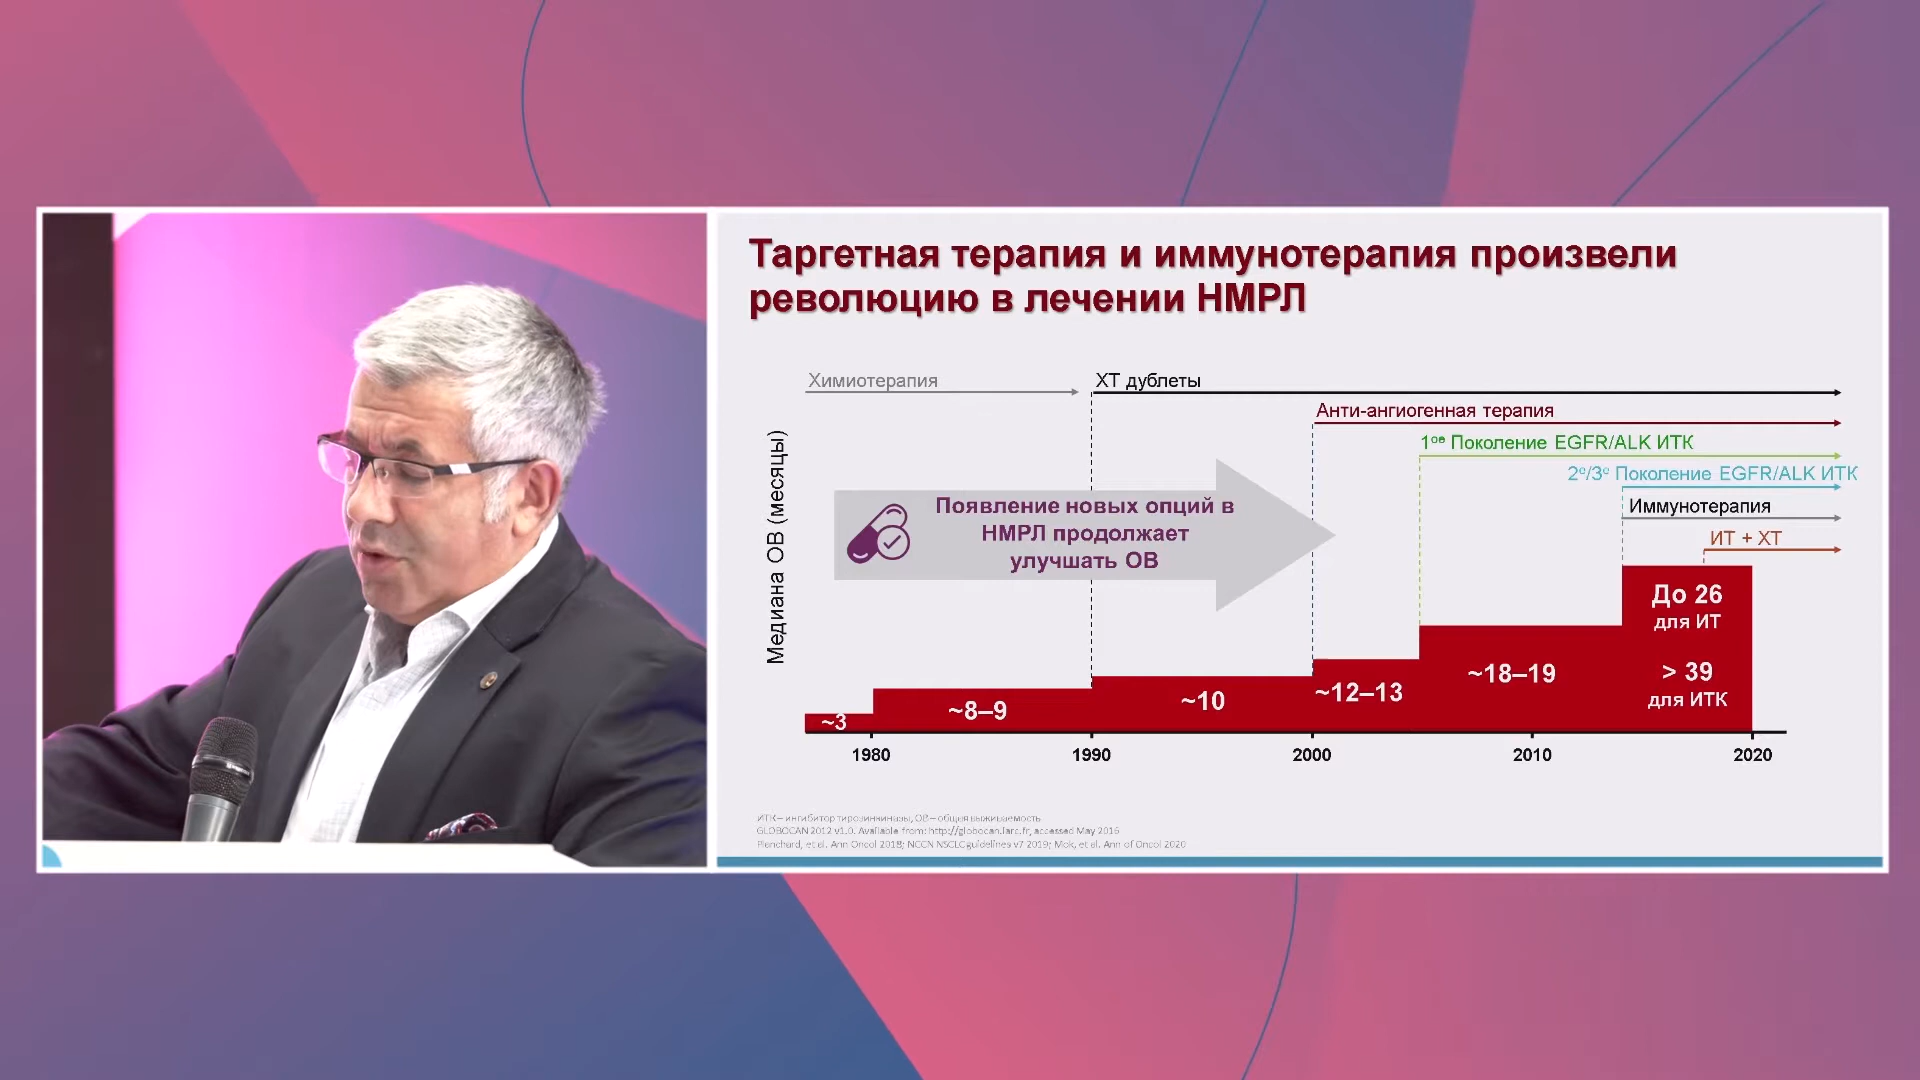 Таргетная терапия и иммунотерапия произвели
революцию в лечении НМРЛ
Химиотерапия
ХТ дублеты
Анти-ангиогенная терапия
1ое Поколение EGFR/ALK ИТК
2е/3е Поколение EGFR/ALK ИТК
Иммунотерапия
ИТ + ХТ
Медиана ОВ (месяцы)
Появление новых опций в
НМРЛ продолжает
улучшать ОВ
~3
~8–9
~10
~12–13
~18–19
До 26
для ИТ
> 39
для ИТК
1980
1990
2000
2010
2020
ИТК – ингибитор тирозинкиназы, ОВ – общая выживаемость
GLOBOCAN 2012 v1.0. Available from: http://globocan.iarc.fr, accessed May 2016
Planchard, et al. Ann Oncol 2018; NCCN NSCLC guidelines v7 2019; Mok, et al. Ann of Oncol 2020